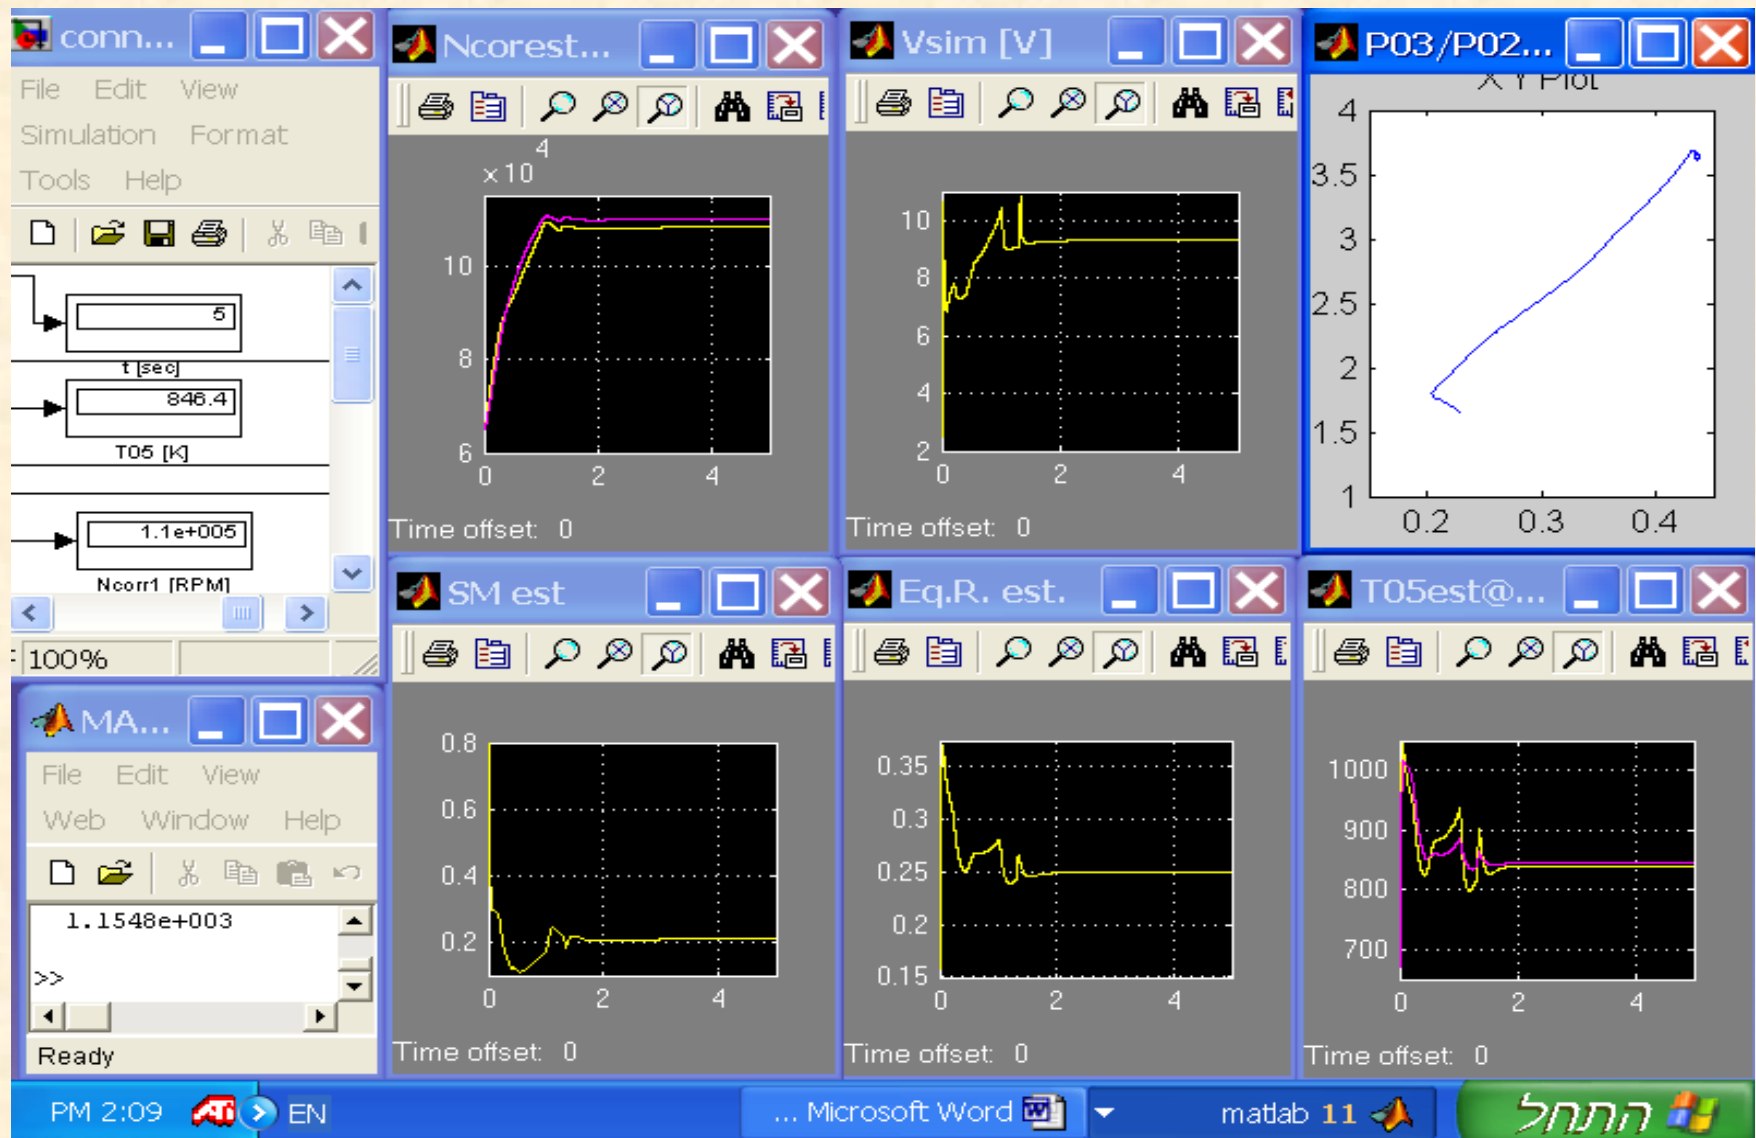 conn...
File Edit View
Simulation Format
Tools Help
5
t [sec]
846.4
T05 [K]
1.1e+005
Ncorr1 [RPM]
100%
Ncorest...
4
×10
10
8
6
0 2 4
Time offset: 0
Vsim [V]
10
8
6
4
2
0 2 4
Time offset: 0
P03/P02...
X Y Plot
4
3.5
3
2.5
2
1.5
1
0.2 0.3 0.4
MA...
File Edit View
Web Window Help
1.1548e+003
>>
Ready
SM est
0.8
0.6
0.4
0.2
0 2 4
Time offset: 0
Eq.R. est.
0.35
0.3
0.25
0.2
0.15
0 2 4
Time offset: 0
T05est@...
1000
900
800
700
0 2 4
Time offset: 0
PM 2:09 ATI EN ... Microsoft Word matlab 11 התחל